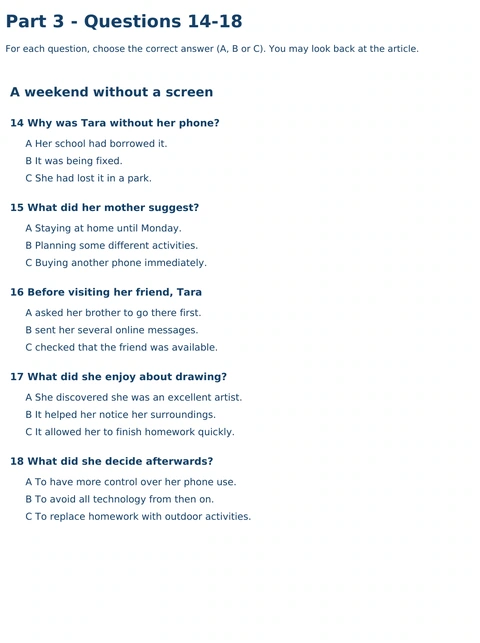 Part 3 - Questions 14-18
For each question, choose the correct answer (A, B or C). You may look back at the article.
A weekend without a screen
14 Why was Tara without her phone?
A Her school had borrowed it.
B It was being fixed.
C She had lost it in a park.
15 What did her mother suggest?
A Staying at home until Monday.
B Planning some different activities.
C Buying another phone immediately.
16 Before visiting her friend, Tara
A asked her brother to go there first.
B sent her several online messages.
C checked that the friend was available.
17 What did she enjoy about drawing?
A She discovered she was an excellent artist.
B It helped her notice her surroundings.
C It allowed her to finish homework quickly.
18 What did she decide afterwards?
A To have more control over her phone use.
B To avoid all technology from then on.
C To replace homework with outdoor activities.